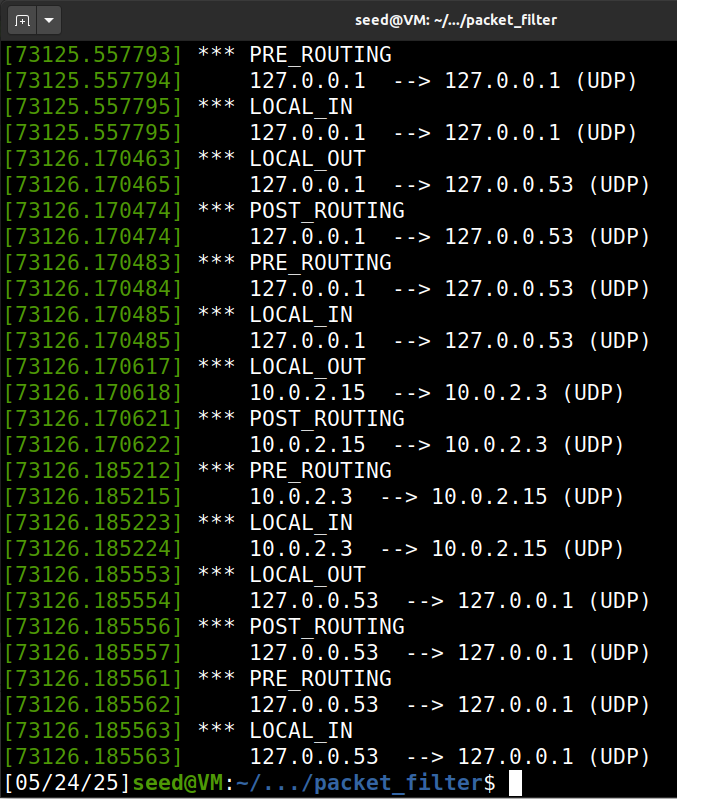 seed@VM: ~/.../packet_filter
[73125.557793] *** PRE_ROUTING
[73125.557794]     127.0.0.1  --> 127.0.0.1 (UDP)
[73125.557795] *** LOCAL_IN
[73125.557795]     127.0.0.1  --> 127.0.0.1 (UDP)
[73126.170463] *** LOCAL_OUT
[73126.170465]     127.0.0.1  --> 127.0.0.53 (UDP)
[73126.170474] *** POST_ROUTING
[73126.170474]     127.0.0.1  --> 127.0.0.53 (UDP)
[73126.170483] *** PRE_ROUTING
[73126.170484]     127.0.0.1  --> 127.0.0.53 (UDP)
[73126.170485] *** LOCAL_IN
[73126.170485]     127.0.0.1  --> 127.0.0.53 (UDP)
[73126.170617] *** LOCAL_OUT
[73126.170618]     10.0.2.15  --> 10.0.2.3 (UDP)
[73126.170621] *** POST_ROUTING
[73126.170622]     10.0.2.15  --> 10.0.2.3 (UDP)
[73126.185212] *** PRE_ROUTING
[73126.185215]     10.0.2.3  --> 10.0.2.15 (UDP)
[73126.185223] *** LOCAL_IN
[73126.185224]     10.0.2.3  --> 10.0.2.15 (UDP)
[73126.185553] *** LOCAL_OUT
[73126.185554]     127.0.0.53  --> 127.0.0.1 (UDP)
[73126.185556] *** POST_ROUTING
[73126.185557]     127.0.0.53  --> 127.0.0.1 (UDP)
[73126.185561] *** PRE_ROUTING
[73126.185562]     127.0.0.53  --> 127.0.0.1 (UDP)
[73126.185563] *** LOCAL_IN
[73126.185563]     127.0.0.53  --> 127.0.0.1 (UDP)
[05/24/25]seed@VM:~/.../packet_filter$